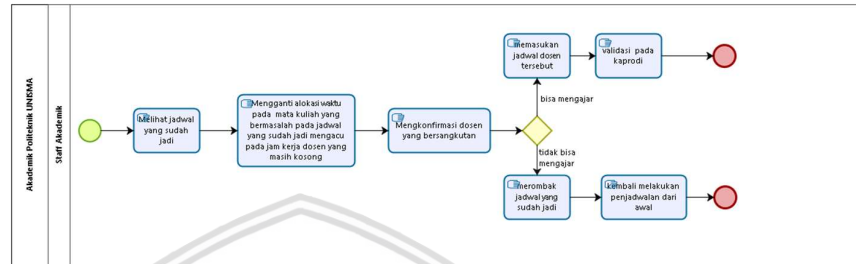 Akademik Politeknik UNISMA
Staff Akademik
Melihat jadwal
yang sudah
jadi
Mengganti alokasi waktu
pada mata kuliah yang
bermasalah pada jadwal
yang sudah jadi mengacu
pada jam kerja dosen yang
masih kosong
Mengkonfirmasi dosen
yang bersangkutan
bisa mengajar
memasukan
jadwal dosen
tersebut
validasi pada
kaprodi
tidak bisa
mengajar
merombak
jadwal yang
sudah jadi
kembali melakukan
penjadwalan dari
awal